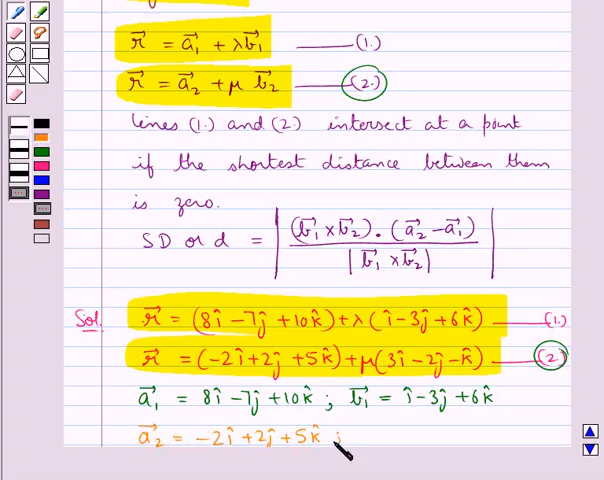 r⃗ = a⃗₁ + λb⃗₁ ——— (1.)
r⃗ = a⃗₂ + μ b⃗₂ ——— (2.)
lines (1.) and (2.) intersect at a point
if the shortest distance between them
is zero.
SD or d = | (b⃗₁ × b⃗₂) • (a⃗₂ − a⃗₁) / |b⃗₁ × b⃗₂| |
Sol. r⃗ = (8î − 7ĵ + 10k̂) + λ(î − 3ĵ + 6k̂) ——— (1.)
r⃗ = (−2î + 2ĵ + 5k̂) + μ(3î − 2ĵ − k̂) ——— (2.)
a⃗₁ = 8î − 7ĵ + 10k̂ ; b⃗₁ = î − 3ĵ + 6k̂
a⃗₂ = −2î + 2ĵ + 5k̂ ;